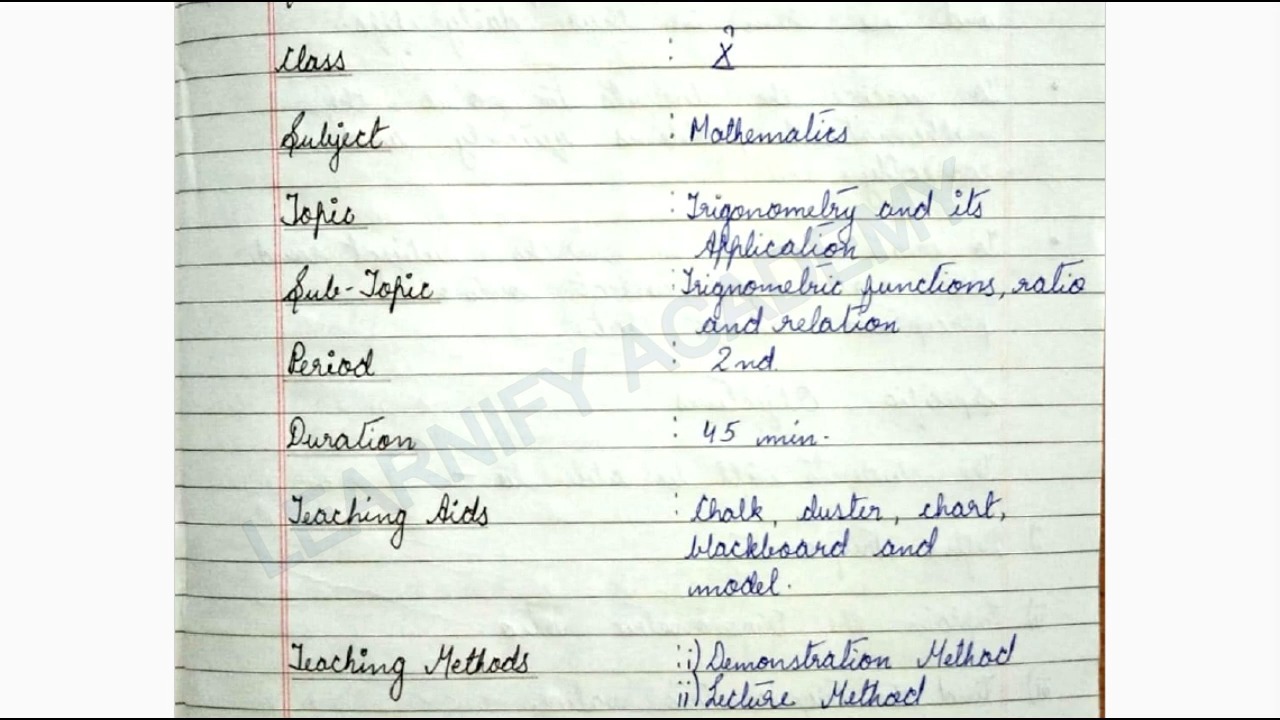 Class : X
Subject : Mathematics
Topic : Trigonometry and its
Application
Sub-Topic : Trignometric functions, ratio
and relation
Period : 2nd.
Duration : 45 min.
Teaching Aids : Chalk, duster, chart,
blackboard and
model.
Teaching Methods : i) Demonstration Method
ii) Lecture Method
LEARNIFY ACADEMY